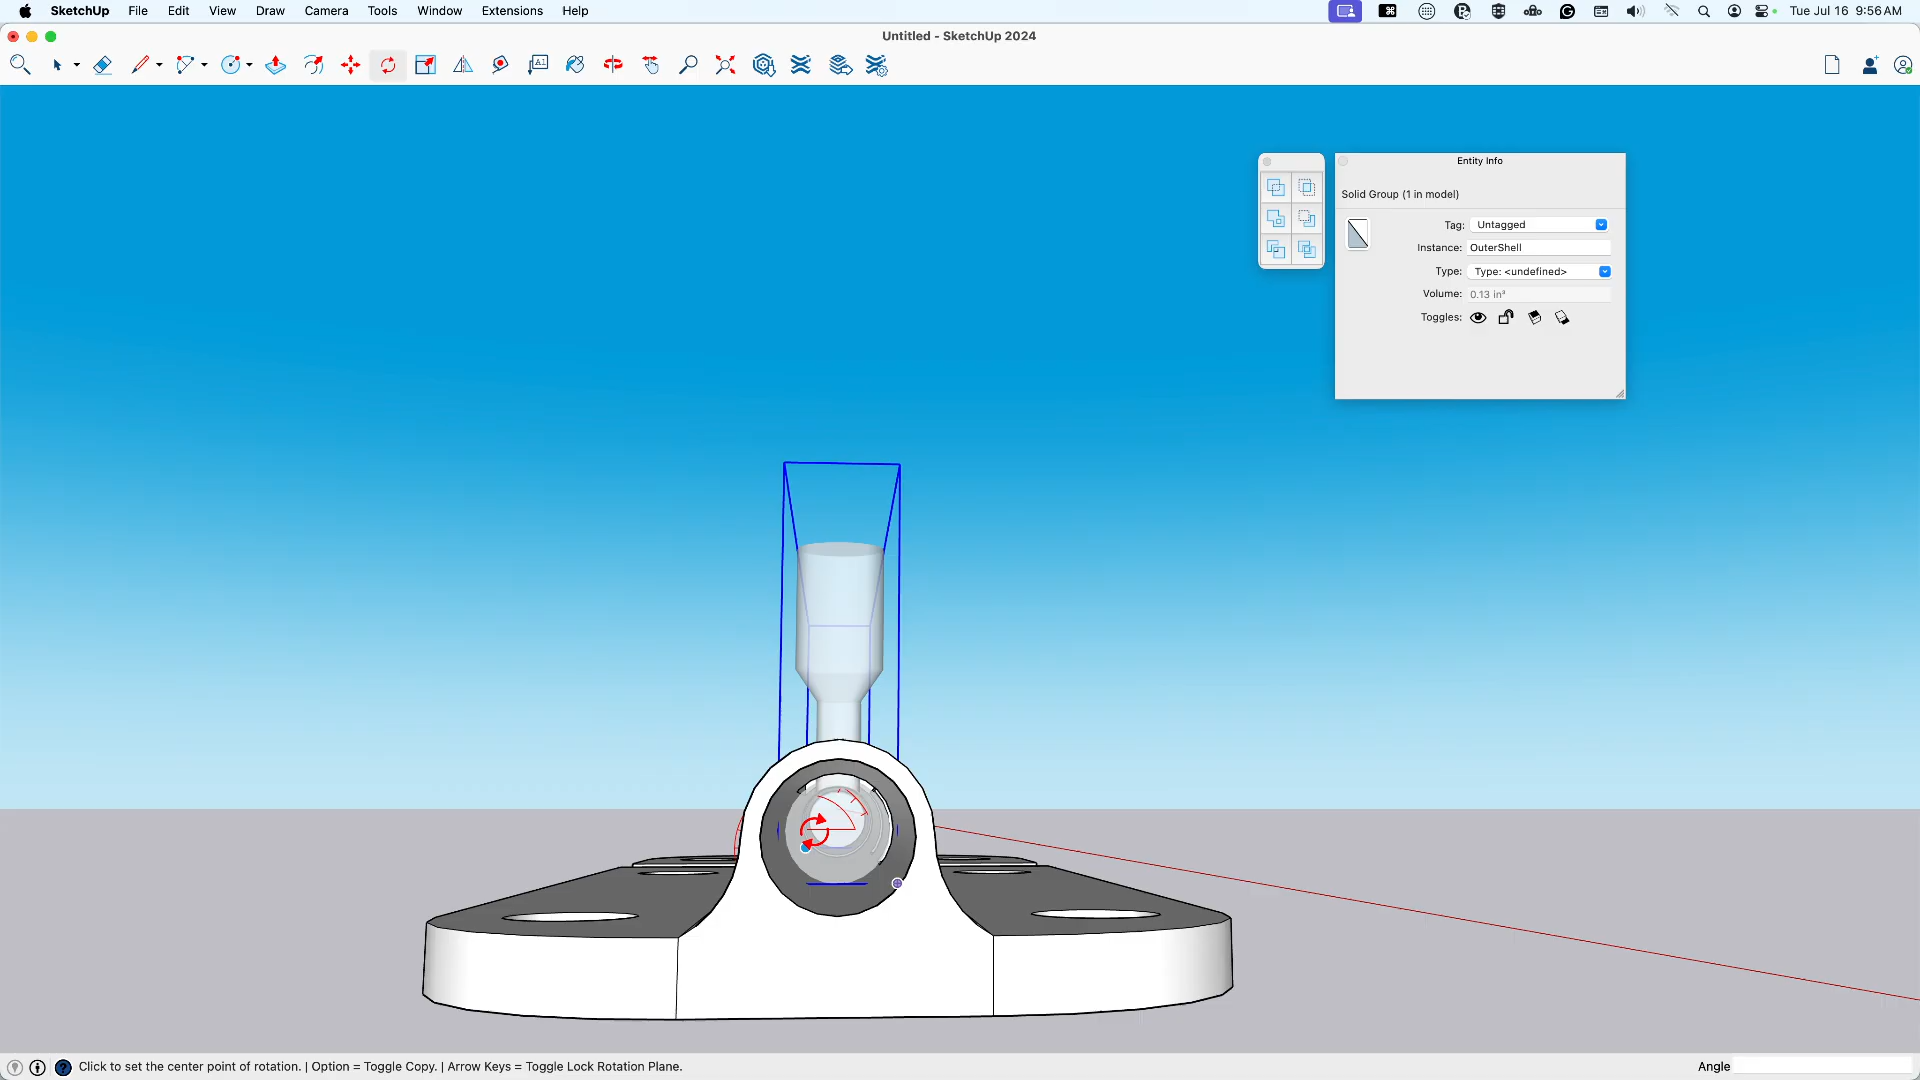 SketchUp File Edit View Draw Camera Tools Window Extensions Help Tue Jul 16 9:56 AM
Untitled - SketchUp 2024
A1
Entity Info
Solid Group (1 in model)
Tag: Untagged
Instance: OuterShell
Type: Type: <undefined>
Volume: 0.13 in³
Toggles:
Click to set the center point of rotation. | Option = Toggle Copy. | Arrow Keys = Toggle Lock Rotation Plane. Angle